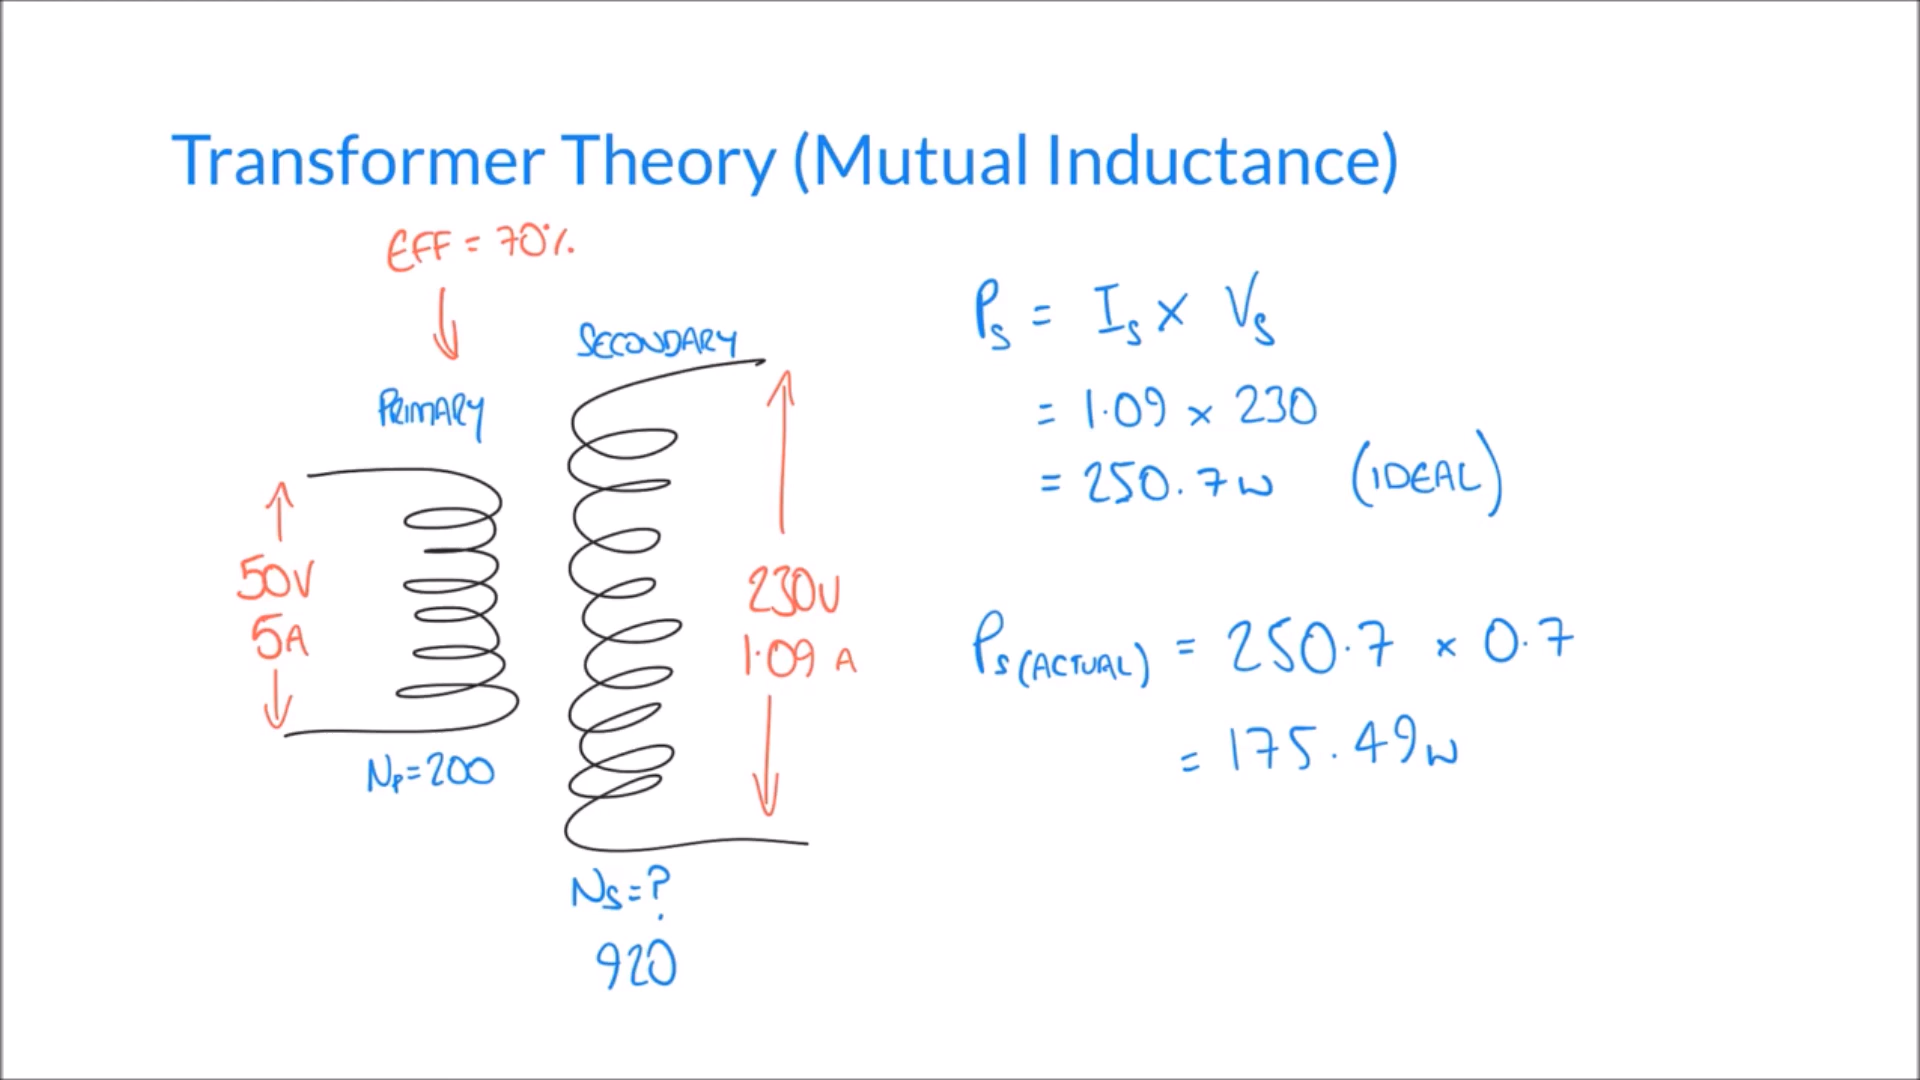 Transformer Theory (Mutual Inductance)
EFF = 70%
SECONDARY
PRIMARY
50V
5A
230V
1.09 A
Np=200
Ns=?
920
Ps = Is x Vs
= 1.09 x 230
= 250.7w (IDEAL)
Ps(ACTUAL) = 250.7 x 0.7
= 175.49w